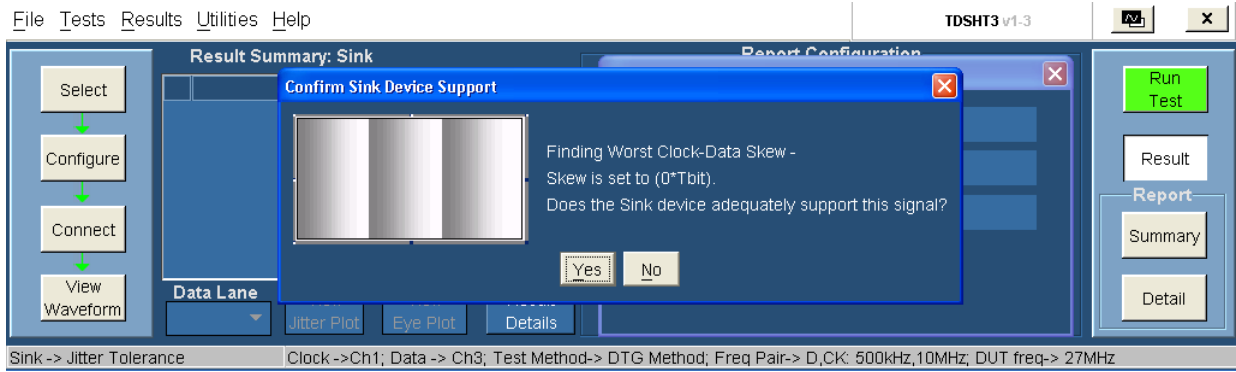 File Tests Results Utilities Help
TDSHT3 v1-3
x
Select
Configure
Connect
View
Waveform
Result Summary: Sink
Report Configuration
Confirm Sink Device Support
Finding Worst Clock-Data Skew -
Skew is set to (0*Tbit).
Does the Sink device adequately support this signal?
Yes No
Data Lane
Jitter Plot
Eye Plot
Details
Run
Test
Result
Report
Summary
Detail
Sink -> Jitter Tolerance
Clock ->Ch1; Data -> Ch3; Test Method-> DTG Method; Freq Pair-> D,CK: 500kHz,10MHz; DUT freq-> 27MHz